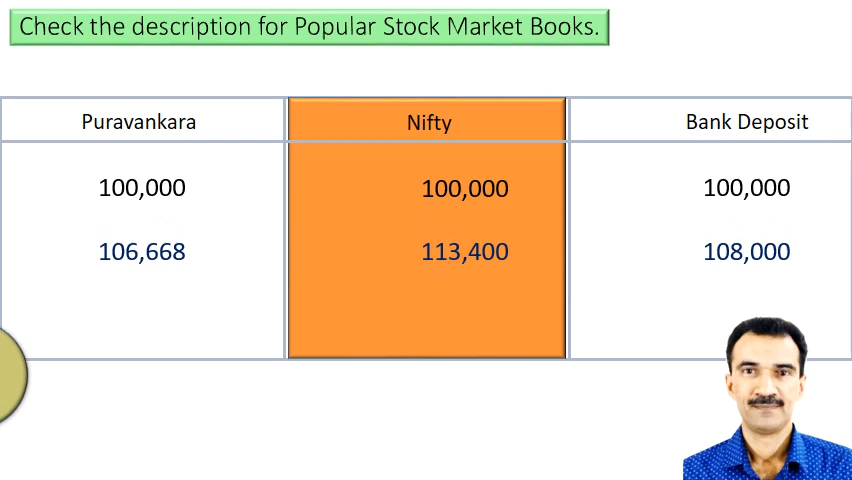 Check the description for Popular Stock Market Books.
Puravankara Nifty Bank Deposit
100,000 100,000 100,000
106,668 113,400 108,000